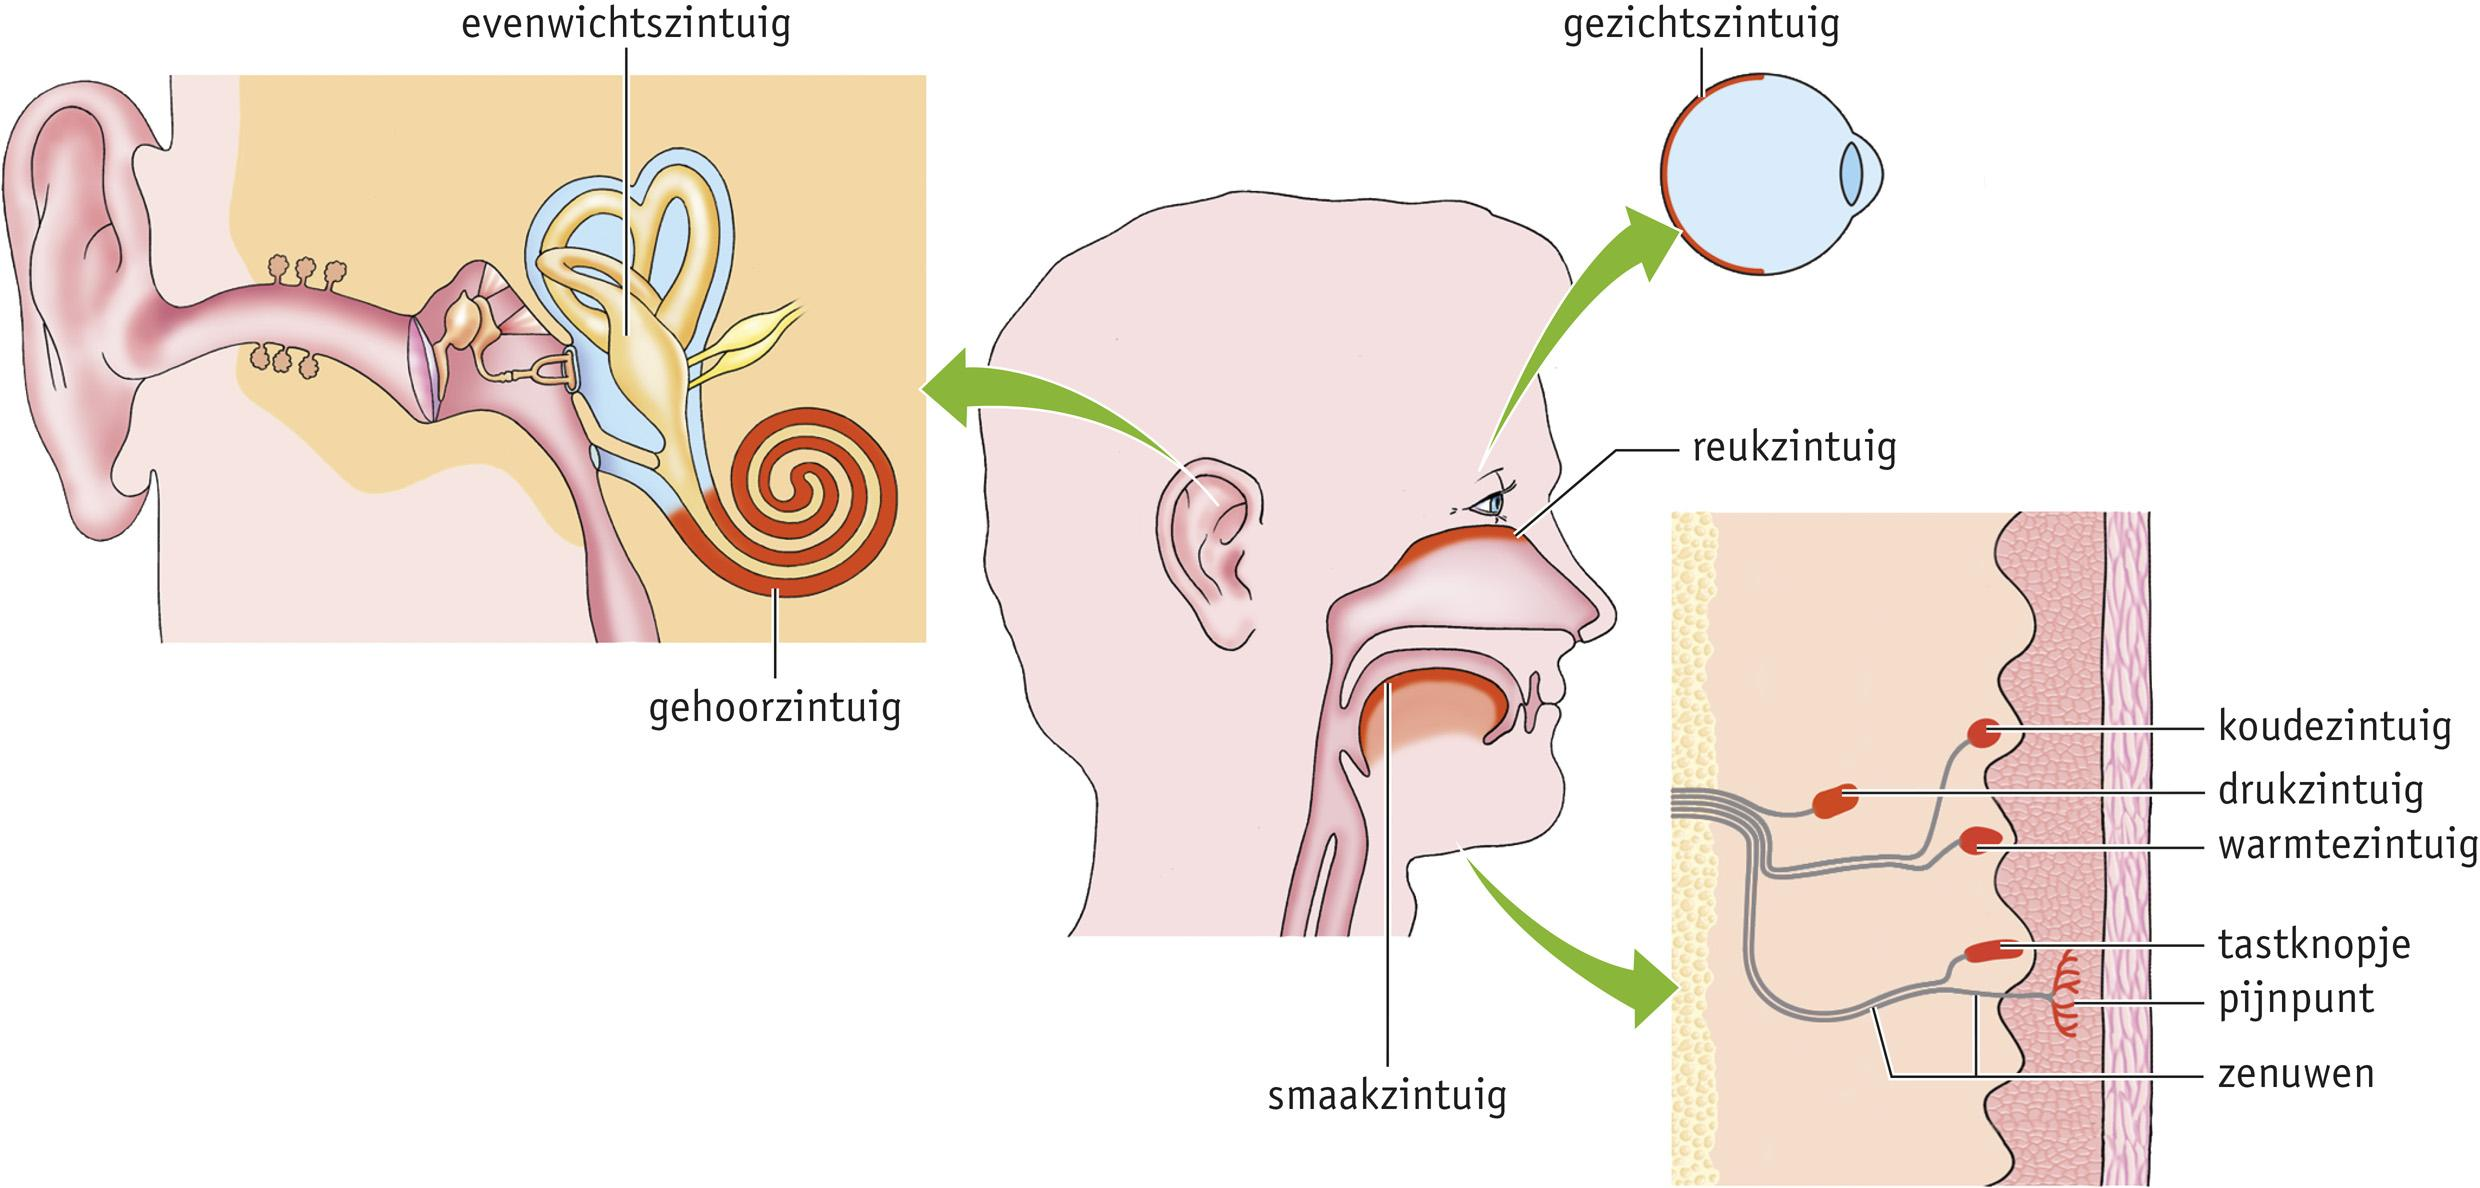 evenwichtszintuig
gezichtszintuig
reukzintuig
gehoorzintuig
koudezintuig
drukzintuig
warmtezintuig
tastknopje
pijnpunt
zenuwen
smaakzintuig